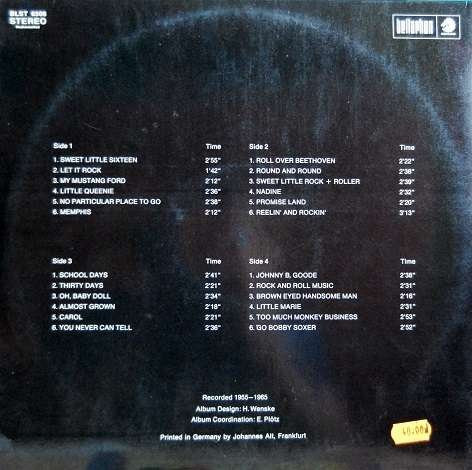 BLST 6506
STEREO
bellaphon
Side 1 Time
1. SWEET LITTLE SIXTEEN 2'55"
2. LET IT ROCK 1'42"
3. MY MUSTANG FORD 2'12"
4. LITTLE QUEENIE 2'36"
5. NO PARTICULAR PLACE TO GO 2'38"
6. MEMPHIS 2'12"
Side 2 Time
1. ROLL OVER BEETHOVEN 2'22"
2. ROUND AND ROUND 2'38"
3. SWEET LITTLE ROCK + ROLLER 2'39"
4. NADINE 2'32"
5. PROMISE LAND 2'20"
6. REELIN' AND ROCKIN' 3'13"
Side 3 Time
1. SCHOOL DAYS 2'41"
2. THIRTY DAYS 2'21"
3. OH, BABY DOLL 2'34"
4. ALMOST GROWN 2'18"
5. CAROL 2'21"
6. YOU NEVER CAN TELL 2'36"
Side 4 Time
1. JOHNNY B. GOODE 2'38"
2. ROCK AND ROLL MUSIC 2'31"
3. BROWN EYED HANDSOME MAN 2'16"
4. LITTLE MARIE 2'31"
5. TOO MUCH MONKEY BUSINESS 2'53"
6. GO BOBBY SOXER 2'52"
Recorded 1955–1965
Album Design: H. Wenske
Album Coordination: E. Plötz
Printed in Germany by Johannes Alt, Frankfurt